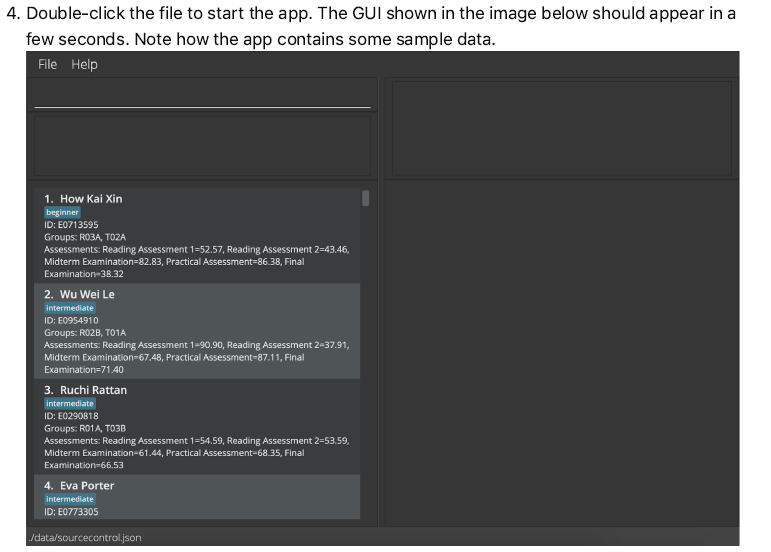 4. Double-click the file to start the app. The GUI shown in the image below should appear in a
few seconds. Note how the app contains some sample data.
File Help
1. How Kai Xin
beginner
ID: E0713595
Groups: R03A, T02A
Assessments: Reading Assessment 1=52.57, Reading Assessment 2=43.46,
Midterm Examination=82.83, Practical Assessment=86.38, Final
Examination=38.32
2. Wu Wei Le
intermediate
ID: E0954910
Groups: R02B, T01A
Assessments: Reading Assessment 1=90.90, Reading Assessment 2=37.91,
Midterm Examination=67.48, Practical Assessment=87.11, Final
Examination=71.40
3. Ruchi Rattan
intermediate
ID: E0290818
Groups: R01A, T03B
Assessments: Reading Assessment 1=54.59, Reading Assessment 2=53.59,
Midterm Examination=61.44, Practical Assessment=68.35, Final
Examination=66.53
4. Eva Porter
intermediate
ID: E0773305
./data/sourcecontrol.json